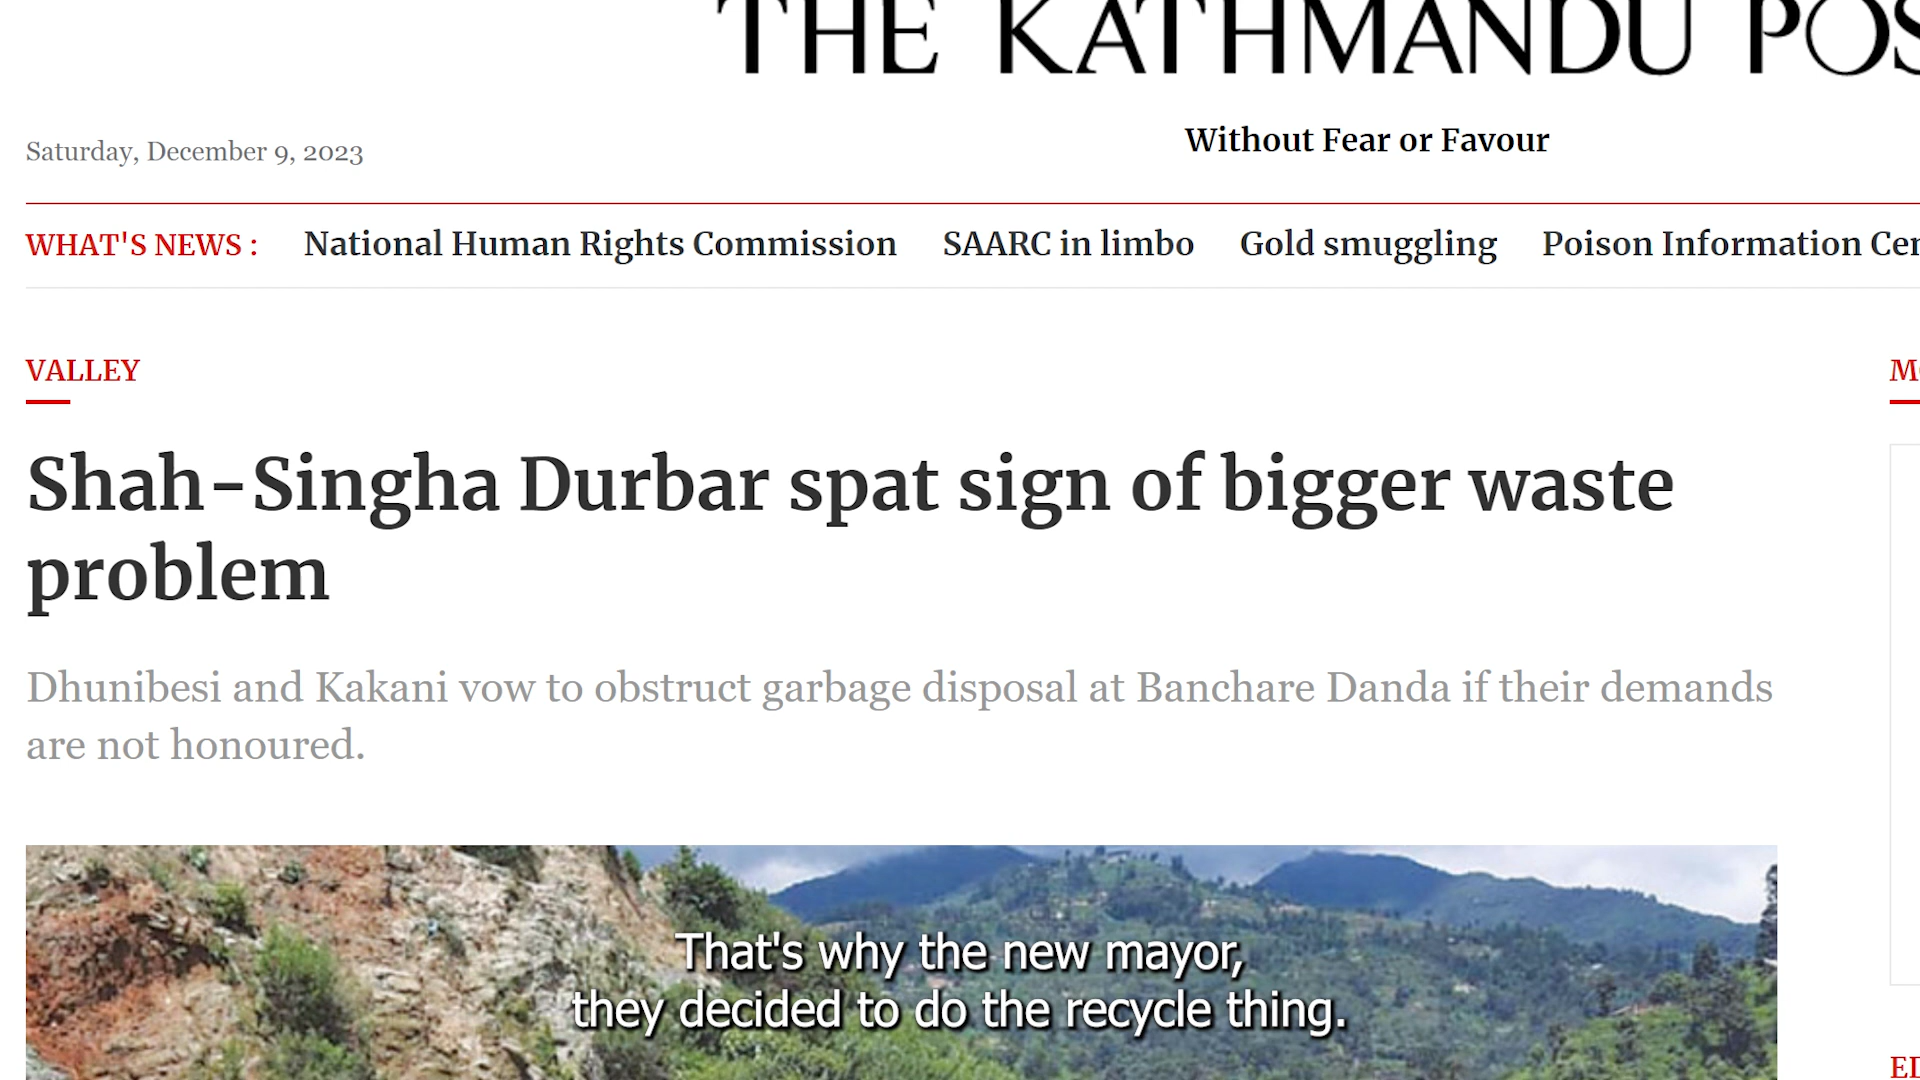 THE KATHMANDU
Without Fear or Favour
Saturday, December 9, 2023
WHAT'S NEWS : National Human Rights Commission SAARC in limbo Gold smuggling Poison Information
VALLEY
Shah-Singha Durbar spat sign of bigger waste
problem
Dhunibesi and Kakani vow to obstruct garbage disposal at Banchare Danda if their demands
are not honoured.
That's why the new mayor,
they decided to do the recycle thing.